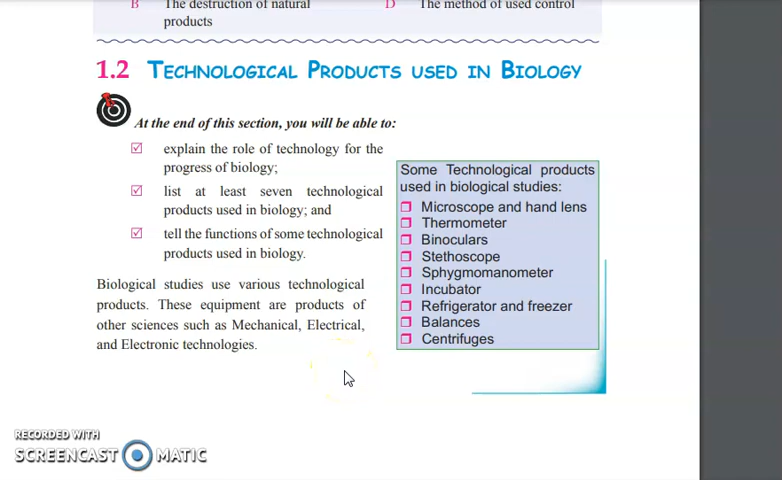 B The destruction of natural
products
D The method of used control
1.2 Technological Products used in Biology
At the end of this section, you will be able to:
explain the role of technology for the
progress of biology;
list at least seven technological
products used in biology; and
tell the functions of some technological
products used in biology.
Biological studies use various technological
products. These equipment are products of
other sciences such as Mechanical, Electrical,
and Electronic technologies.
Some Technological products
used in biological studies:
Microscope and hand lens
Thermometer
Binoculars
Stethoscope
Sphygmomanometer
Incubator
Refrigerator and freezer
Balances
Centrifuges
RECORDED WITH
SCREENCAST MATIC